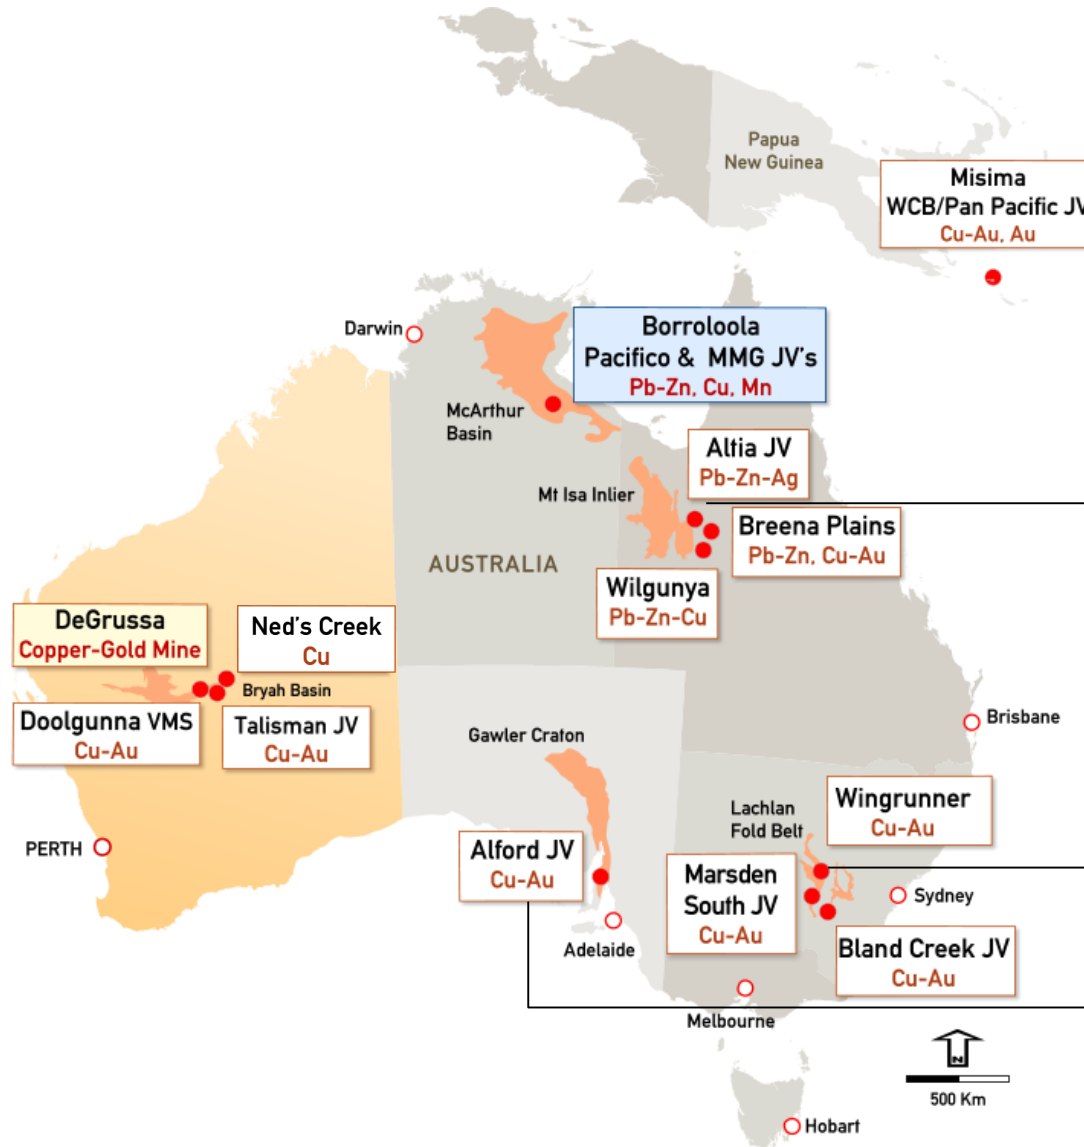 Papua
New Guinea
Misima
WCB/Pan Pacific JV
Cu-Au, Au
Darwin
Borroloola
Pacifico & MMG JV's
Pb-Zn, Cu, Mn
McArthur
Basin
Altia JV
Pb-Zn-Ag
Mt Isa Inlier
Breena Plains
Pb-Zn, Cu-Au
AUSTRALIA
Wilgunya
Pb-Zn-Cu
DeGrussa
Copper-Gold Mine
Ned's Creek
Cu
Bryah Basin
Doolgunna VMS
Cu-Au
Talisman JV
Cu-Au
Brisbane
Gawler Craton
Wingrunner
Cu-Au
Lachlan
Fold Belt
PERTH
Alford JV
Cu-Au
Marsden
South JV
Cu-Au
Sydney
Adelaide
Bland Creek JV
Cu-Au
Melbourne
N
500 Km
Hobart